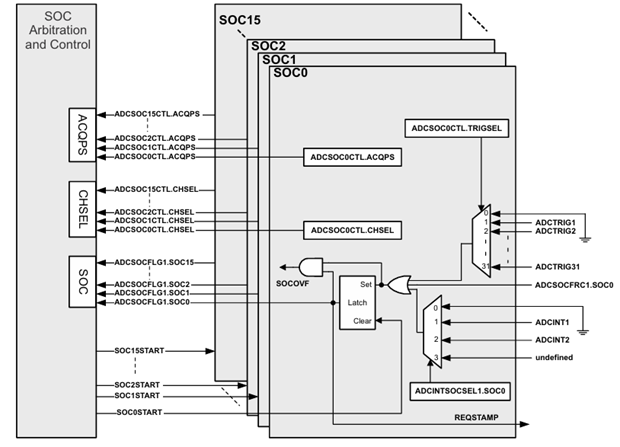 SOC
Arbitration
and Control
SOC15
SOC2
SOC1
SOC0
ACQPS
ADCSOC15CTL.ACQPS
ADCSOC2CTL.ACQPS
ADCSOC1CTL.ACQPS
ADCSOC0CTL.ACQPS
CHSEL
ADCSOC15CTL.CHSEL
ADCSOC2CTL.CHSEL
ADCSOC1CTL.CHSEL
ADCSOC0CTL.CHSEL
SOC
ADCSOCFLG1.SOC15
ADCSOCFLG1.SOC2
ADCSOCFLG1.SOC1
ADCSOCFLG1.SOC0
SOC15START
SOC2START
SOC1START
SOC0START
ADCSOC0CTL.TRIGSEL
ADCSOC0CTL.ACQPS
ADCSOC0CTL.CHSEL
SOCOVF
Set
Latch
Clear
0
1
2
31
ADCTRIG1
ADCTRIG2
ADCTRIG31
ADCSOCFRC1.SOC0
0
1
2
3
ADCINT1
ADCINT2
undefined
ADCINTSOCSEL1.SOC0
REQSTAMP